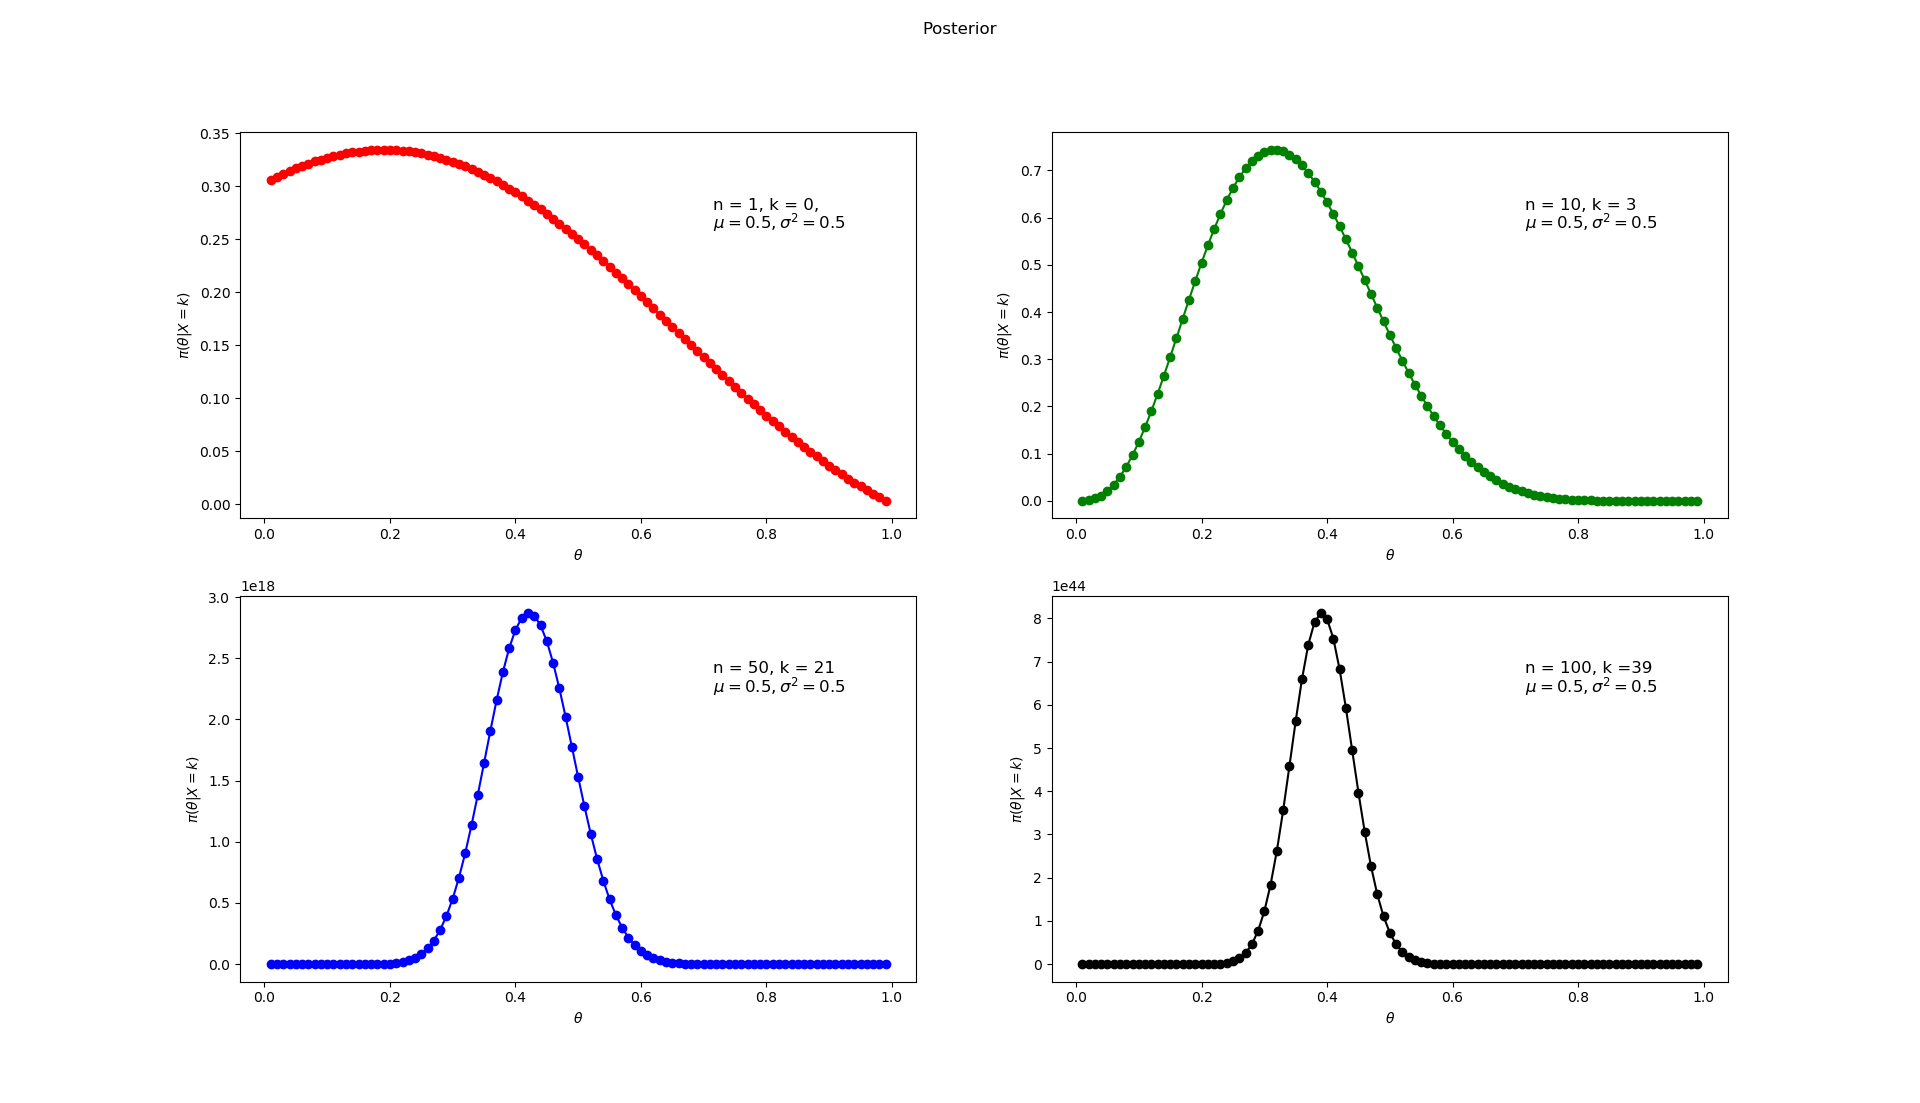 Posterior
0.35
0.30
0.25
0.20
0.15
0.10
0.05
0.00
π(θ|X = k)
n = 1, k = 0,
μ = 0.5, σ² = 0.5
0.0 0.2 0.4 0.6 0.8 1.0
θ
0.7
0.6
0.5
0.4
0.3
0.2
0.1
0.0
π(θ|X = k)
n = 10, k = 3
μ = 0.5, σ² = 0.5
0.0 0.2 0.4 0.6 0.8 1.0
θ
1e18
3.0
2.5
2.0
1.5
1.0
0.5
0.0
π(θ|X = k)
n = 50, k = 21
μ = 0.5, σ² = 0.5
0.0 0.2 0.4 0.6 0.8 1.0
θ
1e44
8
7
6
5
4
3
2
1
0
π(θ|X = k)
n = 100, k =39
μ = 0.5, σ² = 0.5
0.0 0.2 0.4 0.6 0.8 1.0
θ